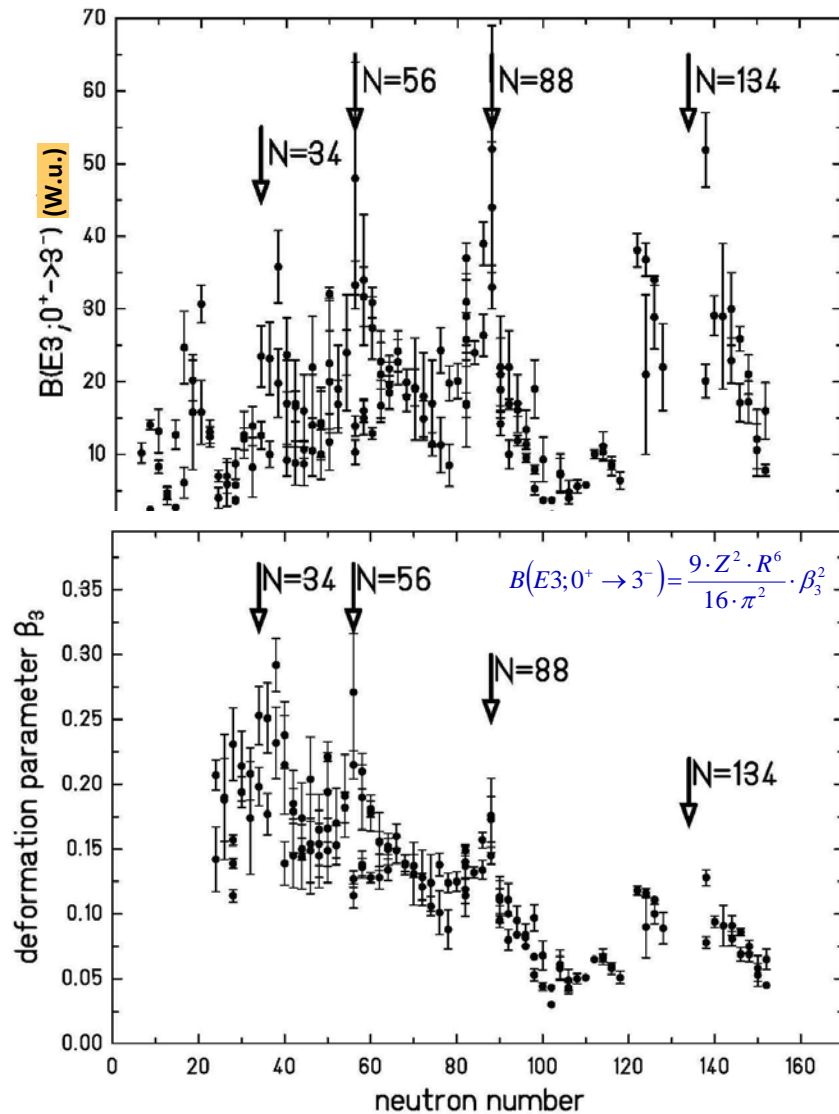 70
60
50
40
30
20
10
B(E3;0⁺->3⁻) (W.u.)
N=34
N=56
N=88
N=134
0.35
0.30
0.25
0.20
0.15
0.10
0.05
0.00
deformation parameter β₃
N=34
N=56
N=88
N=134
B(E3;0⁺ → 3⁻) = 9·Z²·R⁶ / 16·π² · β₃²
0 20 40 60 80 100 120 140 160
neutron number